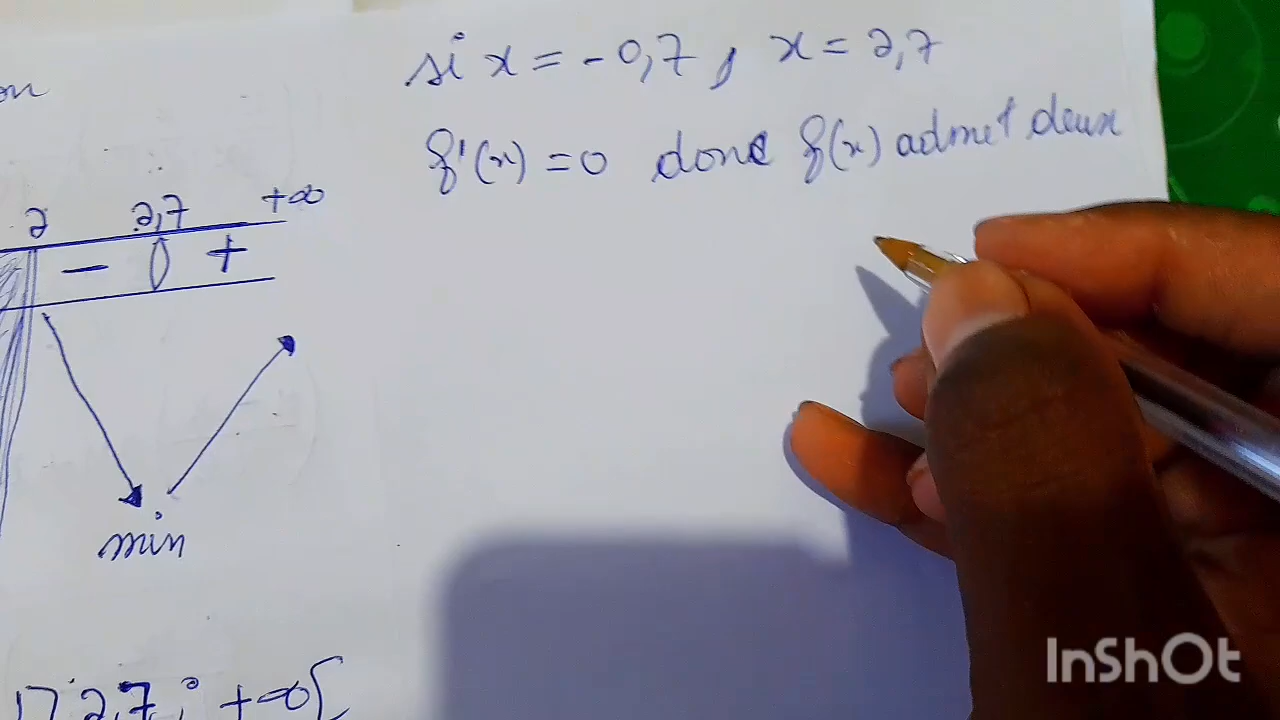 on
si x = -0,7, x = 2,7
f'(x) = 0 donc f(x) admet deux
2 2,7 +∞
- 0 +
min
] 2,7 ; +∞[
InShOt